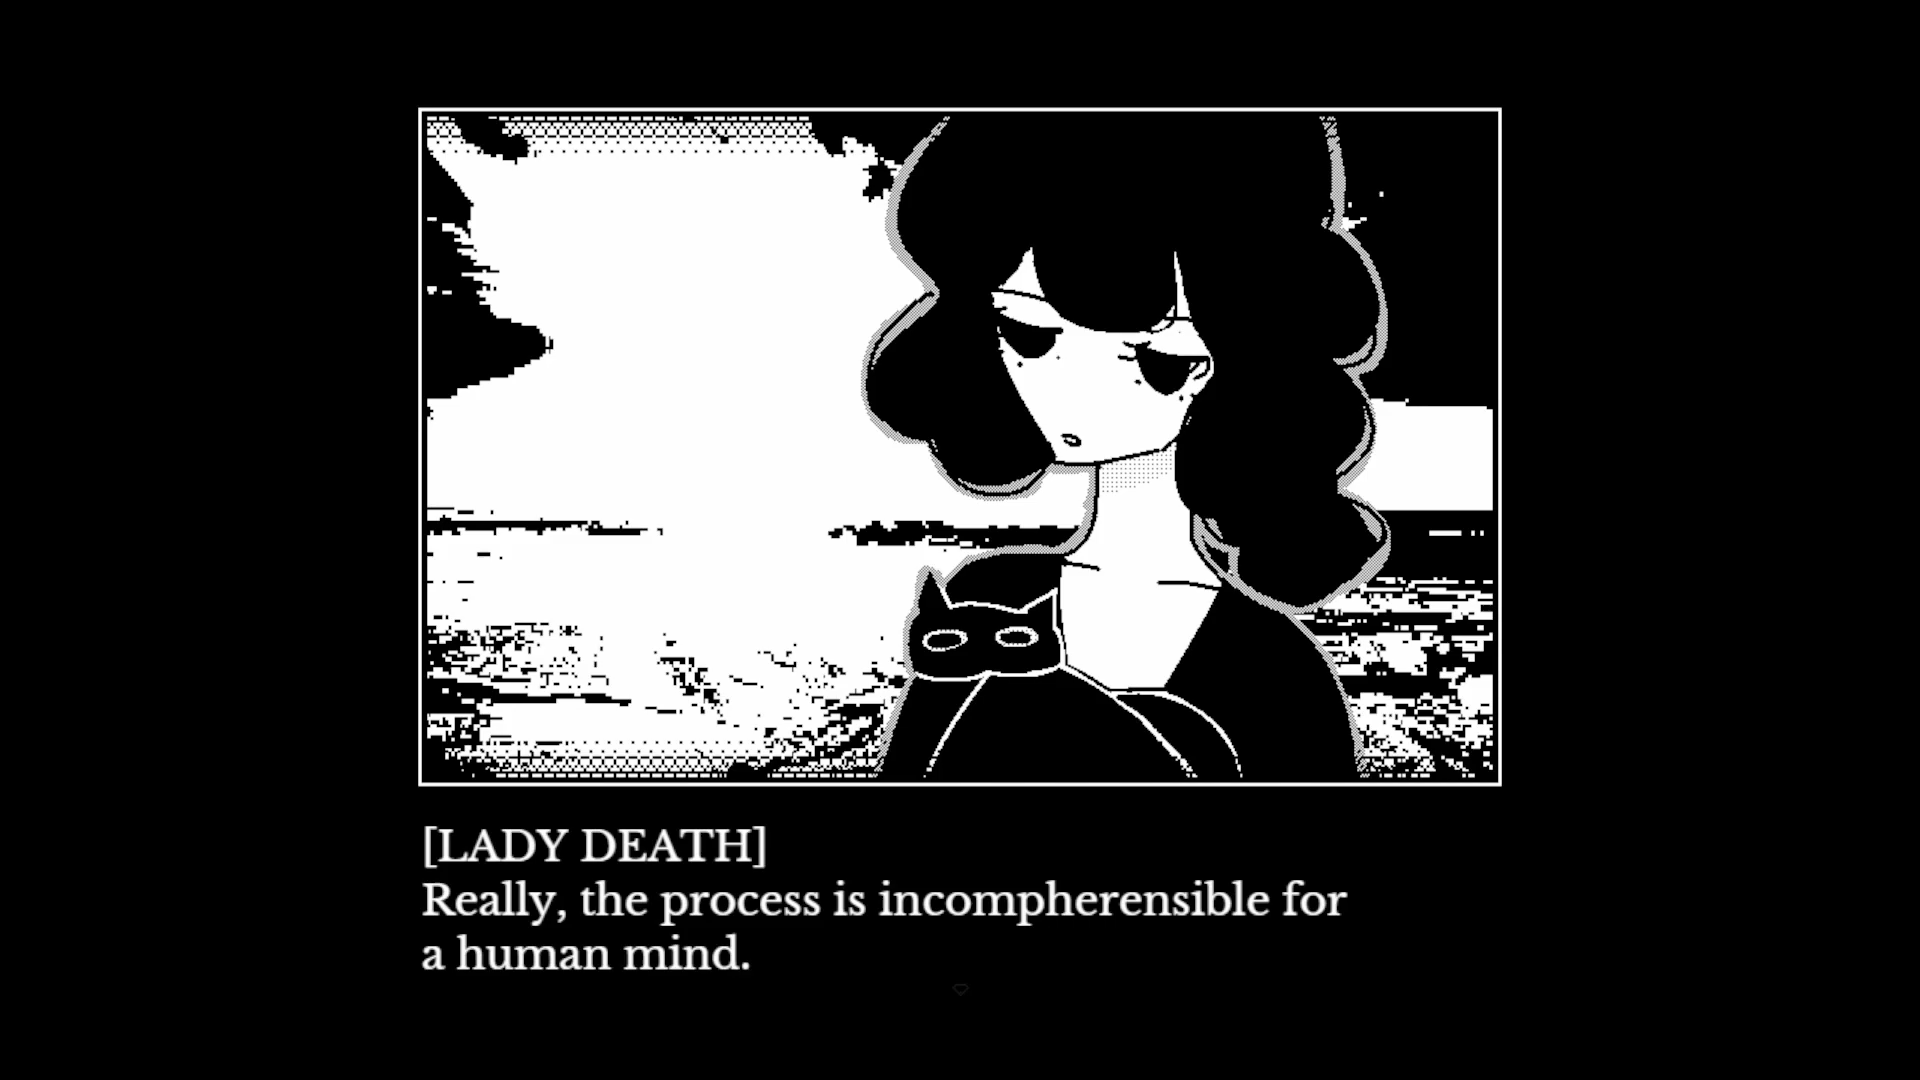 [LADY DEATH]
Really, the process is incompherensible for
a human mind.